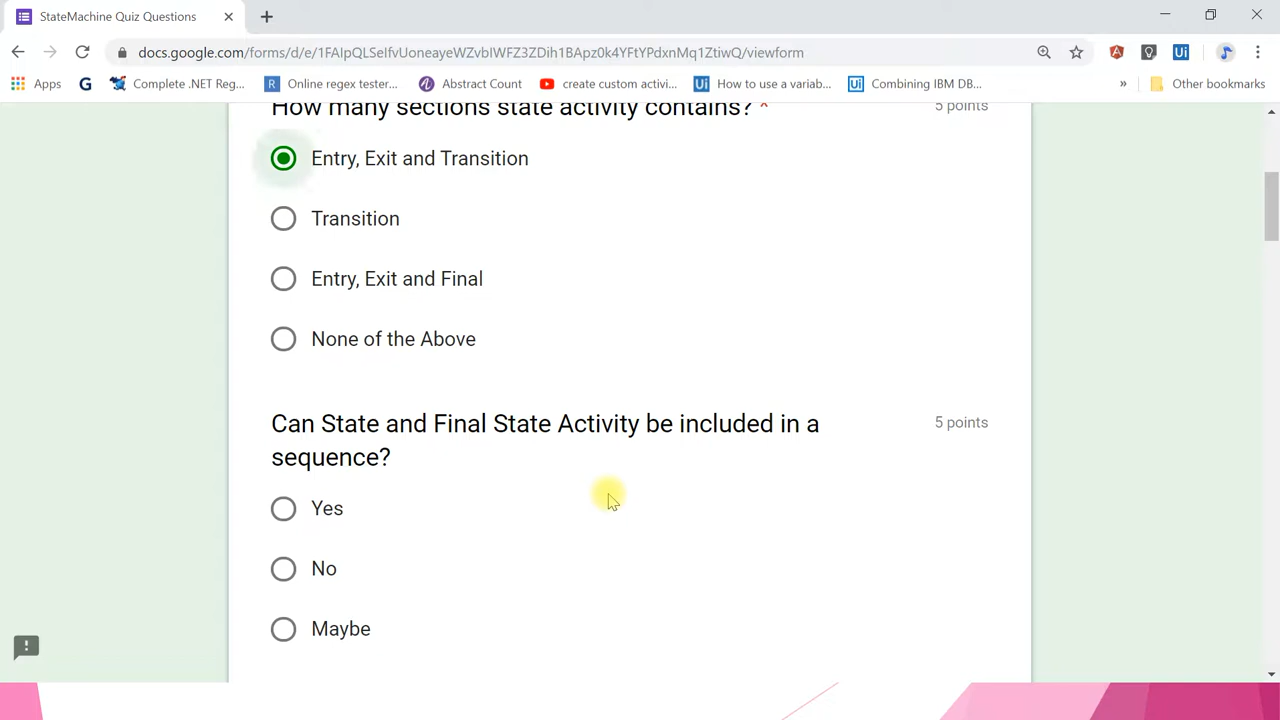 StateMachine Quiz Questions
docs.google.com/forms/d/e/1FAIpQLSeIfvUoneayeWZvbIWFZ3ZDih1BApz0k4YFtYPdxnMq1ZtiwQ/viewform
Apps G Complete .NET Reg... R Online regex tester... Abstract Count create custom activi... Ui How to use a variab... Ui Combining IBM DB... » Other bookmarks
How many sections state activity contains? * 5 points
Entry, Exit and Transition
Transition
Entry, Exit and Final
None of the Above
Can State and Final State Activity be included in a 5 points
sequence?
Yes
No
Maybe